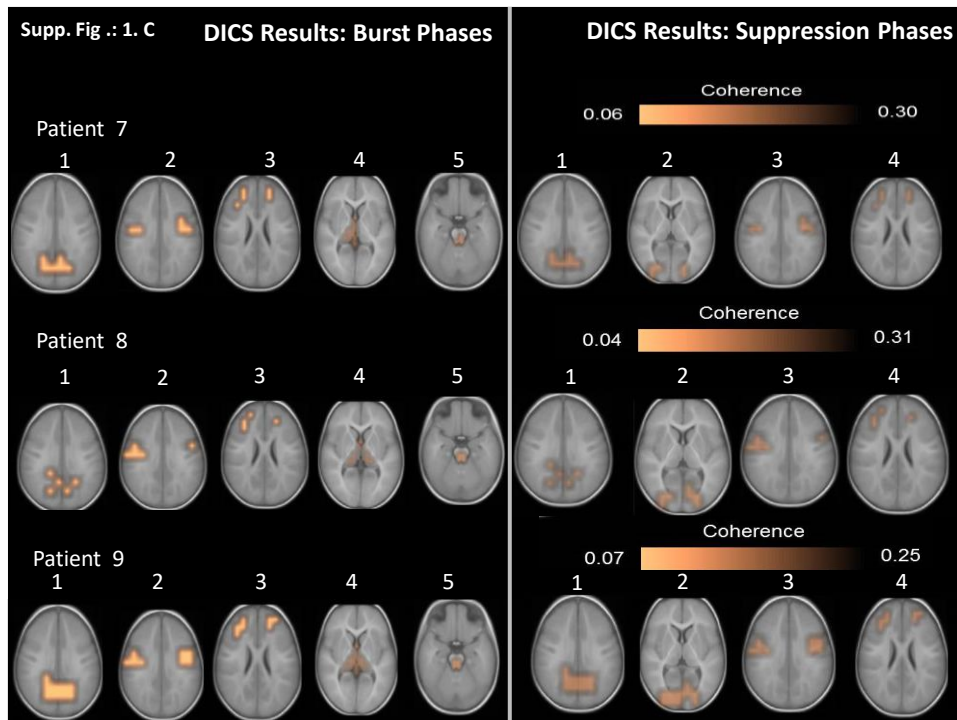 Supp. Fig .: 1. C
DICS Results: Burst Phases
Patient 7
1 2 3 4 5
Patient 8
1 2 3 4 5
Patient 9
1 2 3 4 5
DICS Results: Suppression Phases
Coherence
0.06 0.30
1 2 3 4
Coherence
0.04 0.31
1 2 3 4
Coherence
0.07 0.25
1 2 3 4